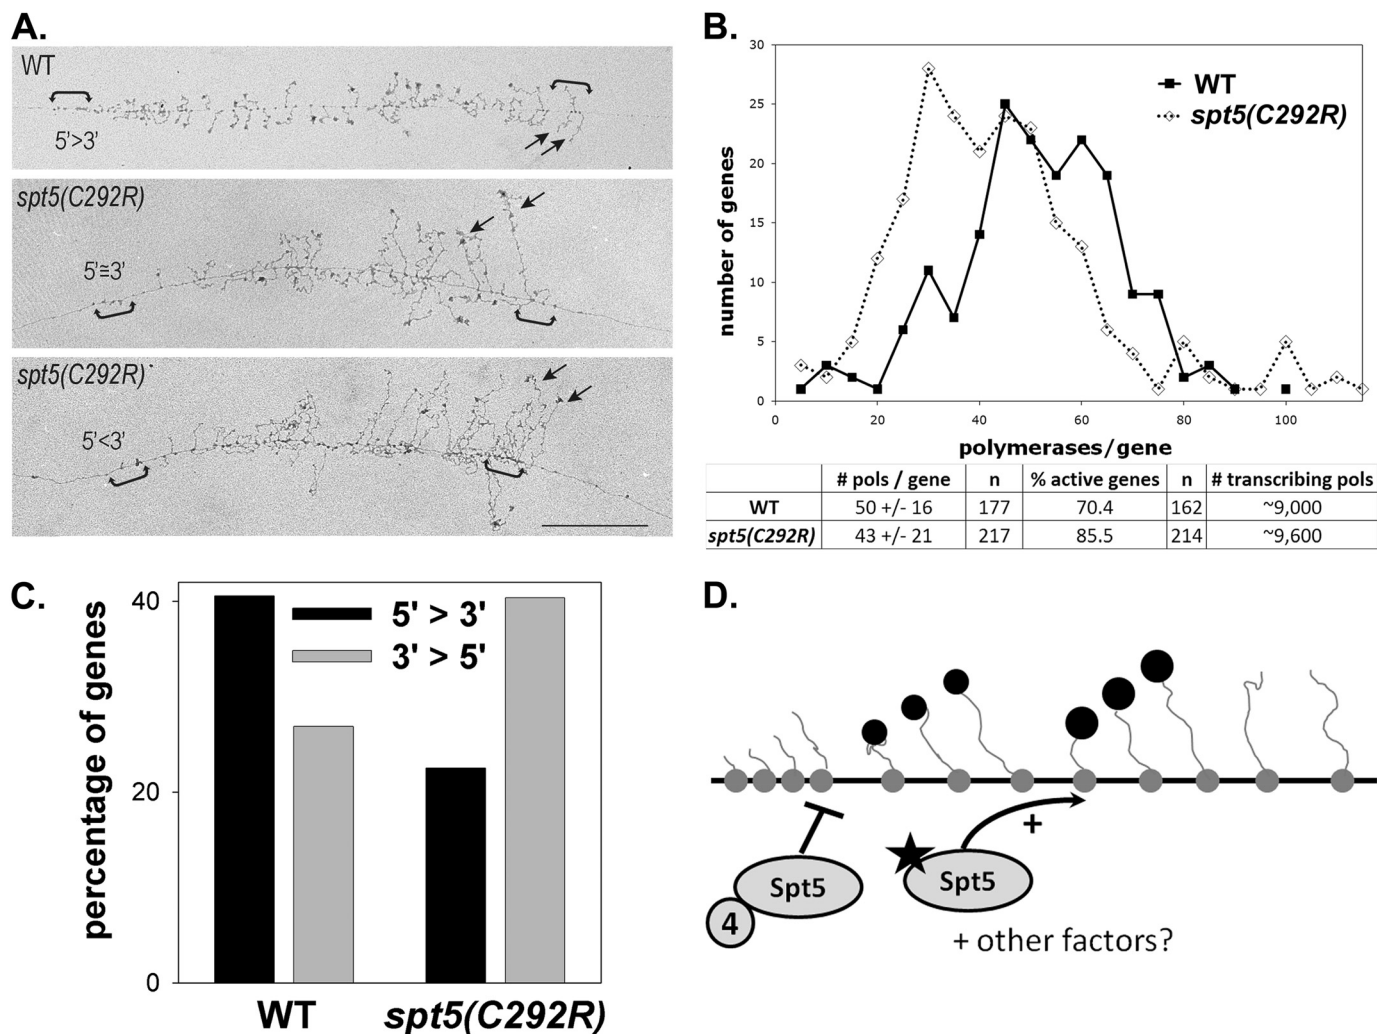 A.
WT
5'>3'
spt5(C292R)
5'≅3'
spt5(C292R)
5'<3'
B.
30
25
20
15
10
5
0
number of genes
WT
spt5(C292R)
0 20 40 60 80 100
polymerases/gene
# pols / gene n % active genes n # transcribing pols
WT 50 +/- 16 177 70.4 162 ~9,000
spt5(C292R) 43 +/- 21 217 85.5 214 ~9,600
C.
40
20
0
percentage of genes
5' > 3'
3' > 5'
WT spt5(C292R)
D.
+
Spt5 Spt5
4
+ other factors?